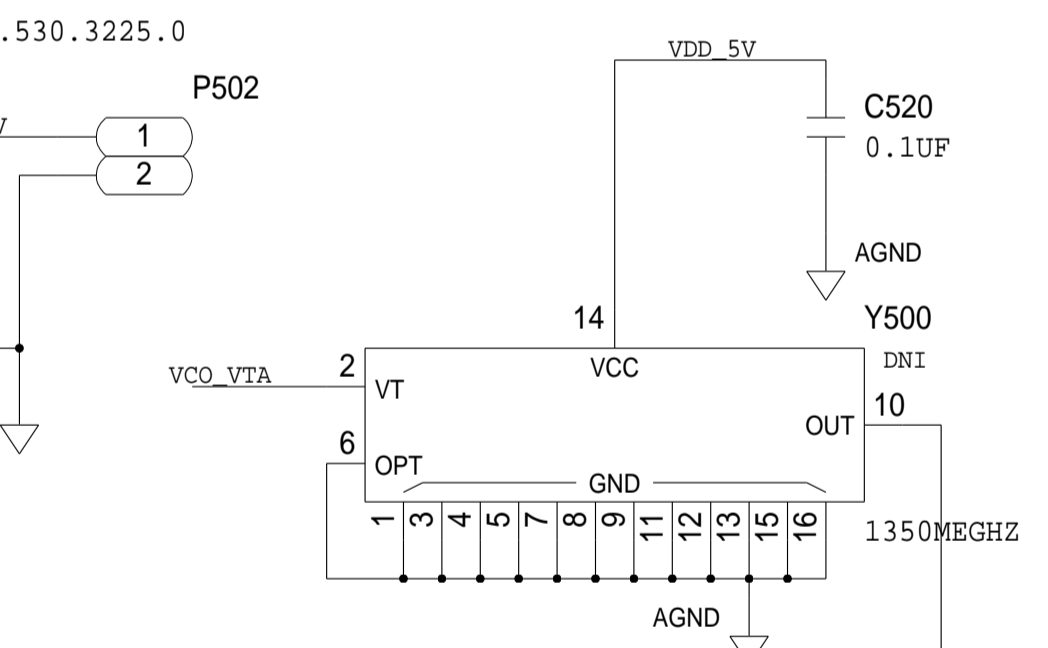 .530.3225.0
P502
1
2
VDD_5V
C520
0.1UF
AGND
14
Y500
DNI
VCC
VCO_VTA
2
VT
10
OUT
6
OPT
GND
1 3 4 5 7 8 9 11 12 13 15 16
1350MEGHZ
AGND